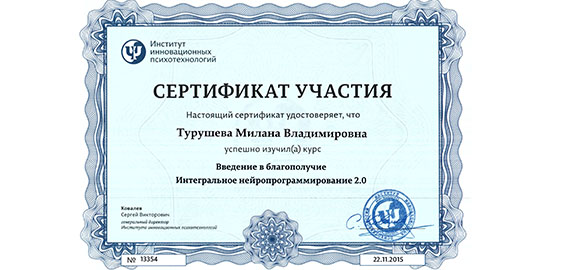 Институт
инновационных
психотехнологий
СЕРТИФИКАТ УЧАСТИЯ
Настоящий сертификат удостоверяет, что
Турушева Милана Владимировна
успешно изучил(а) курс
Введение в благополучие
Интегральное нейропрограммирование 2.0
Ковалев
Сергей Викторович
генеральный директор
Института инновационных психотехнологий
№ 13354
22.11.2015